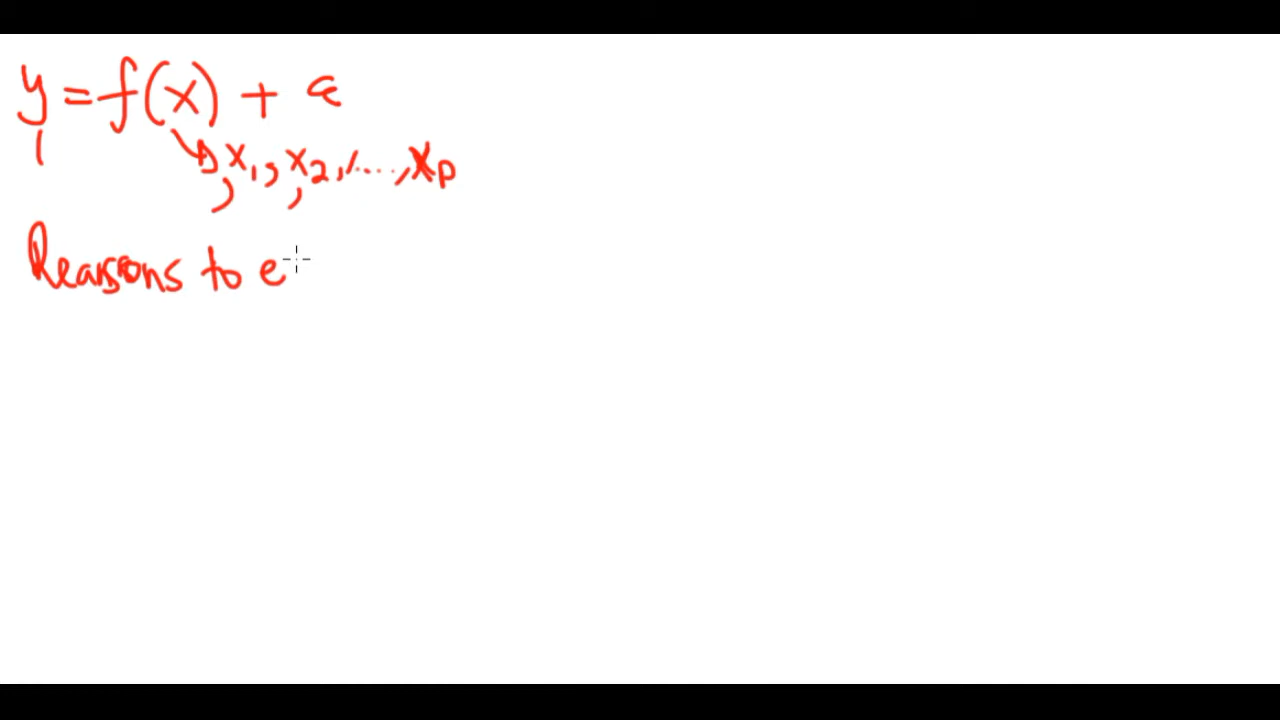 y = f(x) + ε
x1, x2, ...., xp
Reasons to e